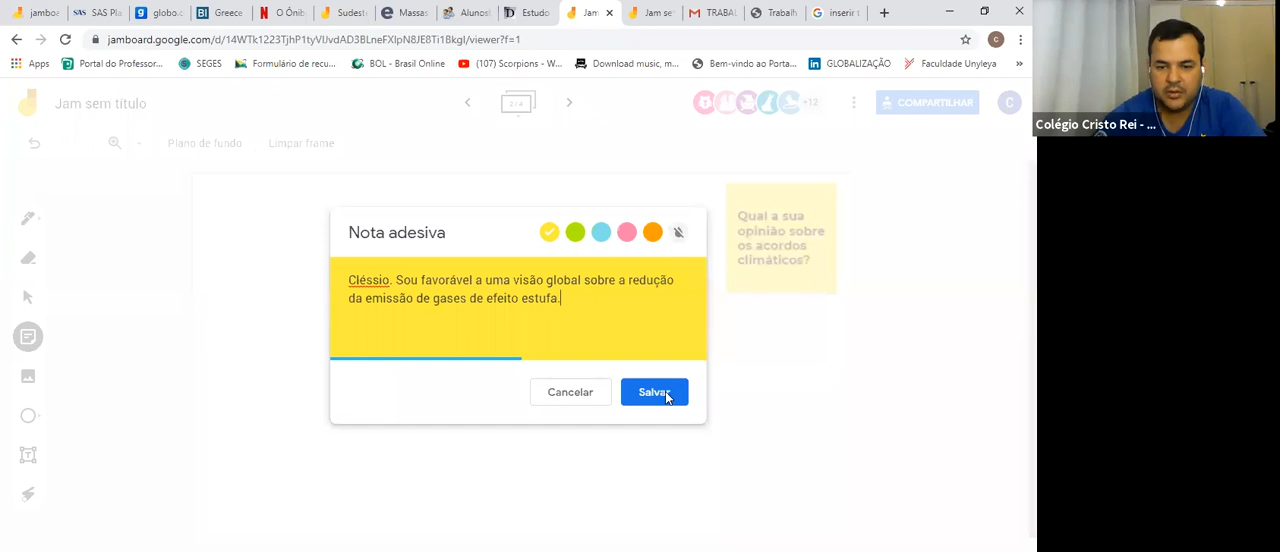 jamboa
SAS Pla
globo.c
Greece
O Ônib
Sudest
Massas
Alunos
Estudo
Jam
Jam se
TRABAL
Trabalh
inserir t
jamboard.google.com/d/
/viewer?f=1
Apps
Portal do Professor...
SEGES
Formulário de recu...
BOL - Brasil Online
(107) Scorpions - W...
Download music, m...
Bem-vindo ao Porta...
GLOBALIZAÇÃO
Faculdade Unyleya
»
Jam sem título
2/4
+12
COMPARTILHAR
C
Plano de fundo
Limpar frame
Colégio Cristo Rei - ...
Qual a sua
opinião sobre
os acordos
climáticos?
Nota adesiva
Cléssio. Sou favorável a uma visão global sobre a redução
da emissão de gases de efeito estufa.
Cancelar
Salvar